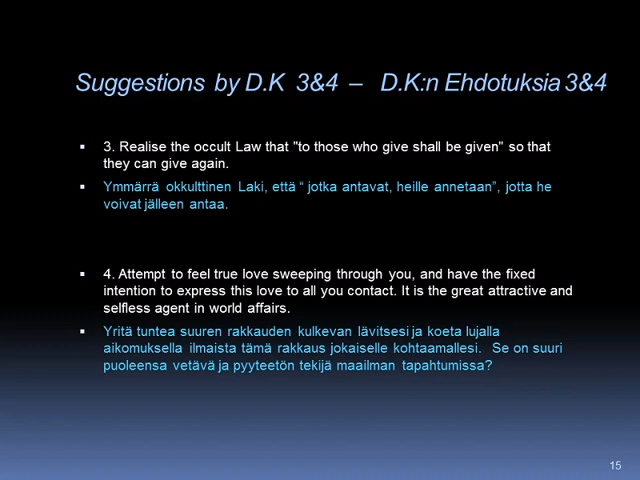 Suggestions by D.K 3&4 – D.K:n Ehdotuksia 3&4
▪ 3. Realise the occult Law that "to those who give shall be given" so that
they can give again.
▪ Ymmärrä okkulttinen Laki, että “ jotka antavat, heille annetaan”, jotta he
voivat jälleen antaa.
▪ 4. Attempt to feel true love sweeping through you, and have the fixed
intention to express this love to all you contact. It is the great attractive and
selfless agent in world affairs.
▪ Yritä tuntea suuren rakkauden kulkevan lävitsesi ja koeta lujalla
aikomuksella ilmaista tämä rakkaus jokaiselle kohtaamallesi. Se on suuri
puoleensa vetävä ja pyyteetön tekijä maailman tapahtumissa?
15